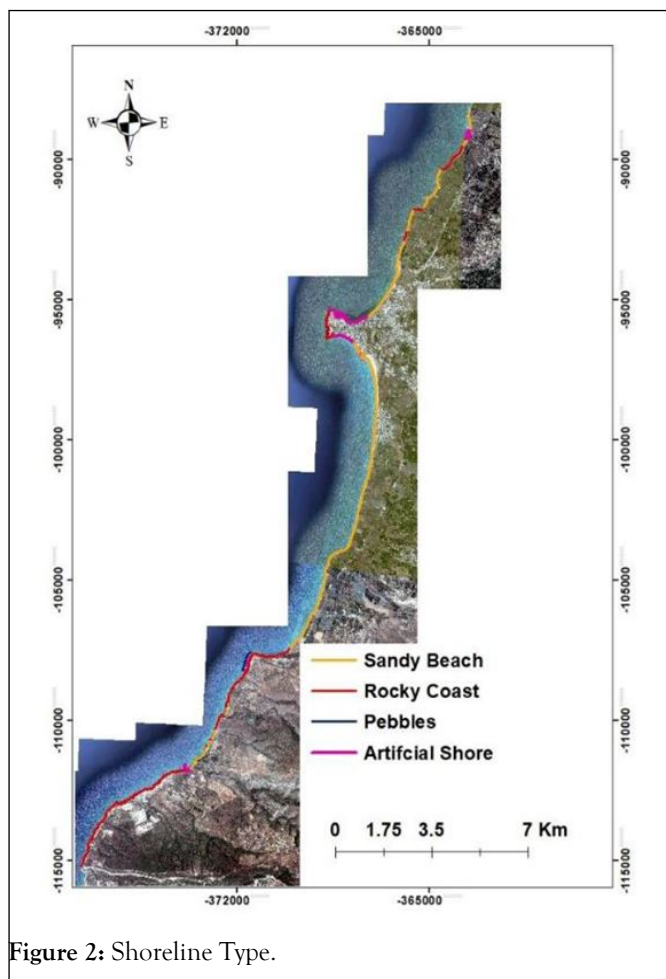 -372000 -365000
N
W E
S
-90000 -90000
-95000 -95000
-100000 -100000
-105000 -105000
Sandy Beach
Rocky Coast
Pebbles
Artifcial Shore
-110000 -110000
0 1.75 3.5 7 Km
-115000 -115000
-372000 -365000
Figure 2: Shoreline Type.